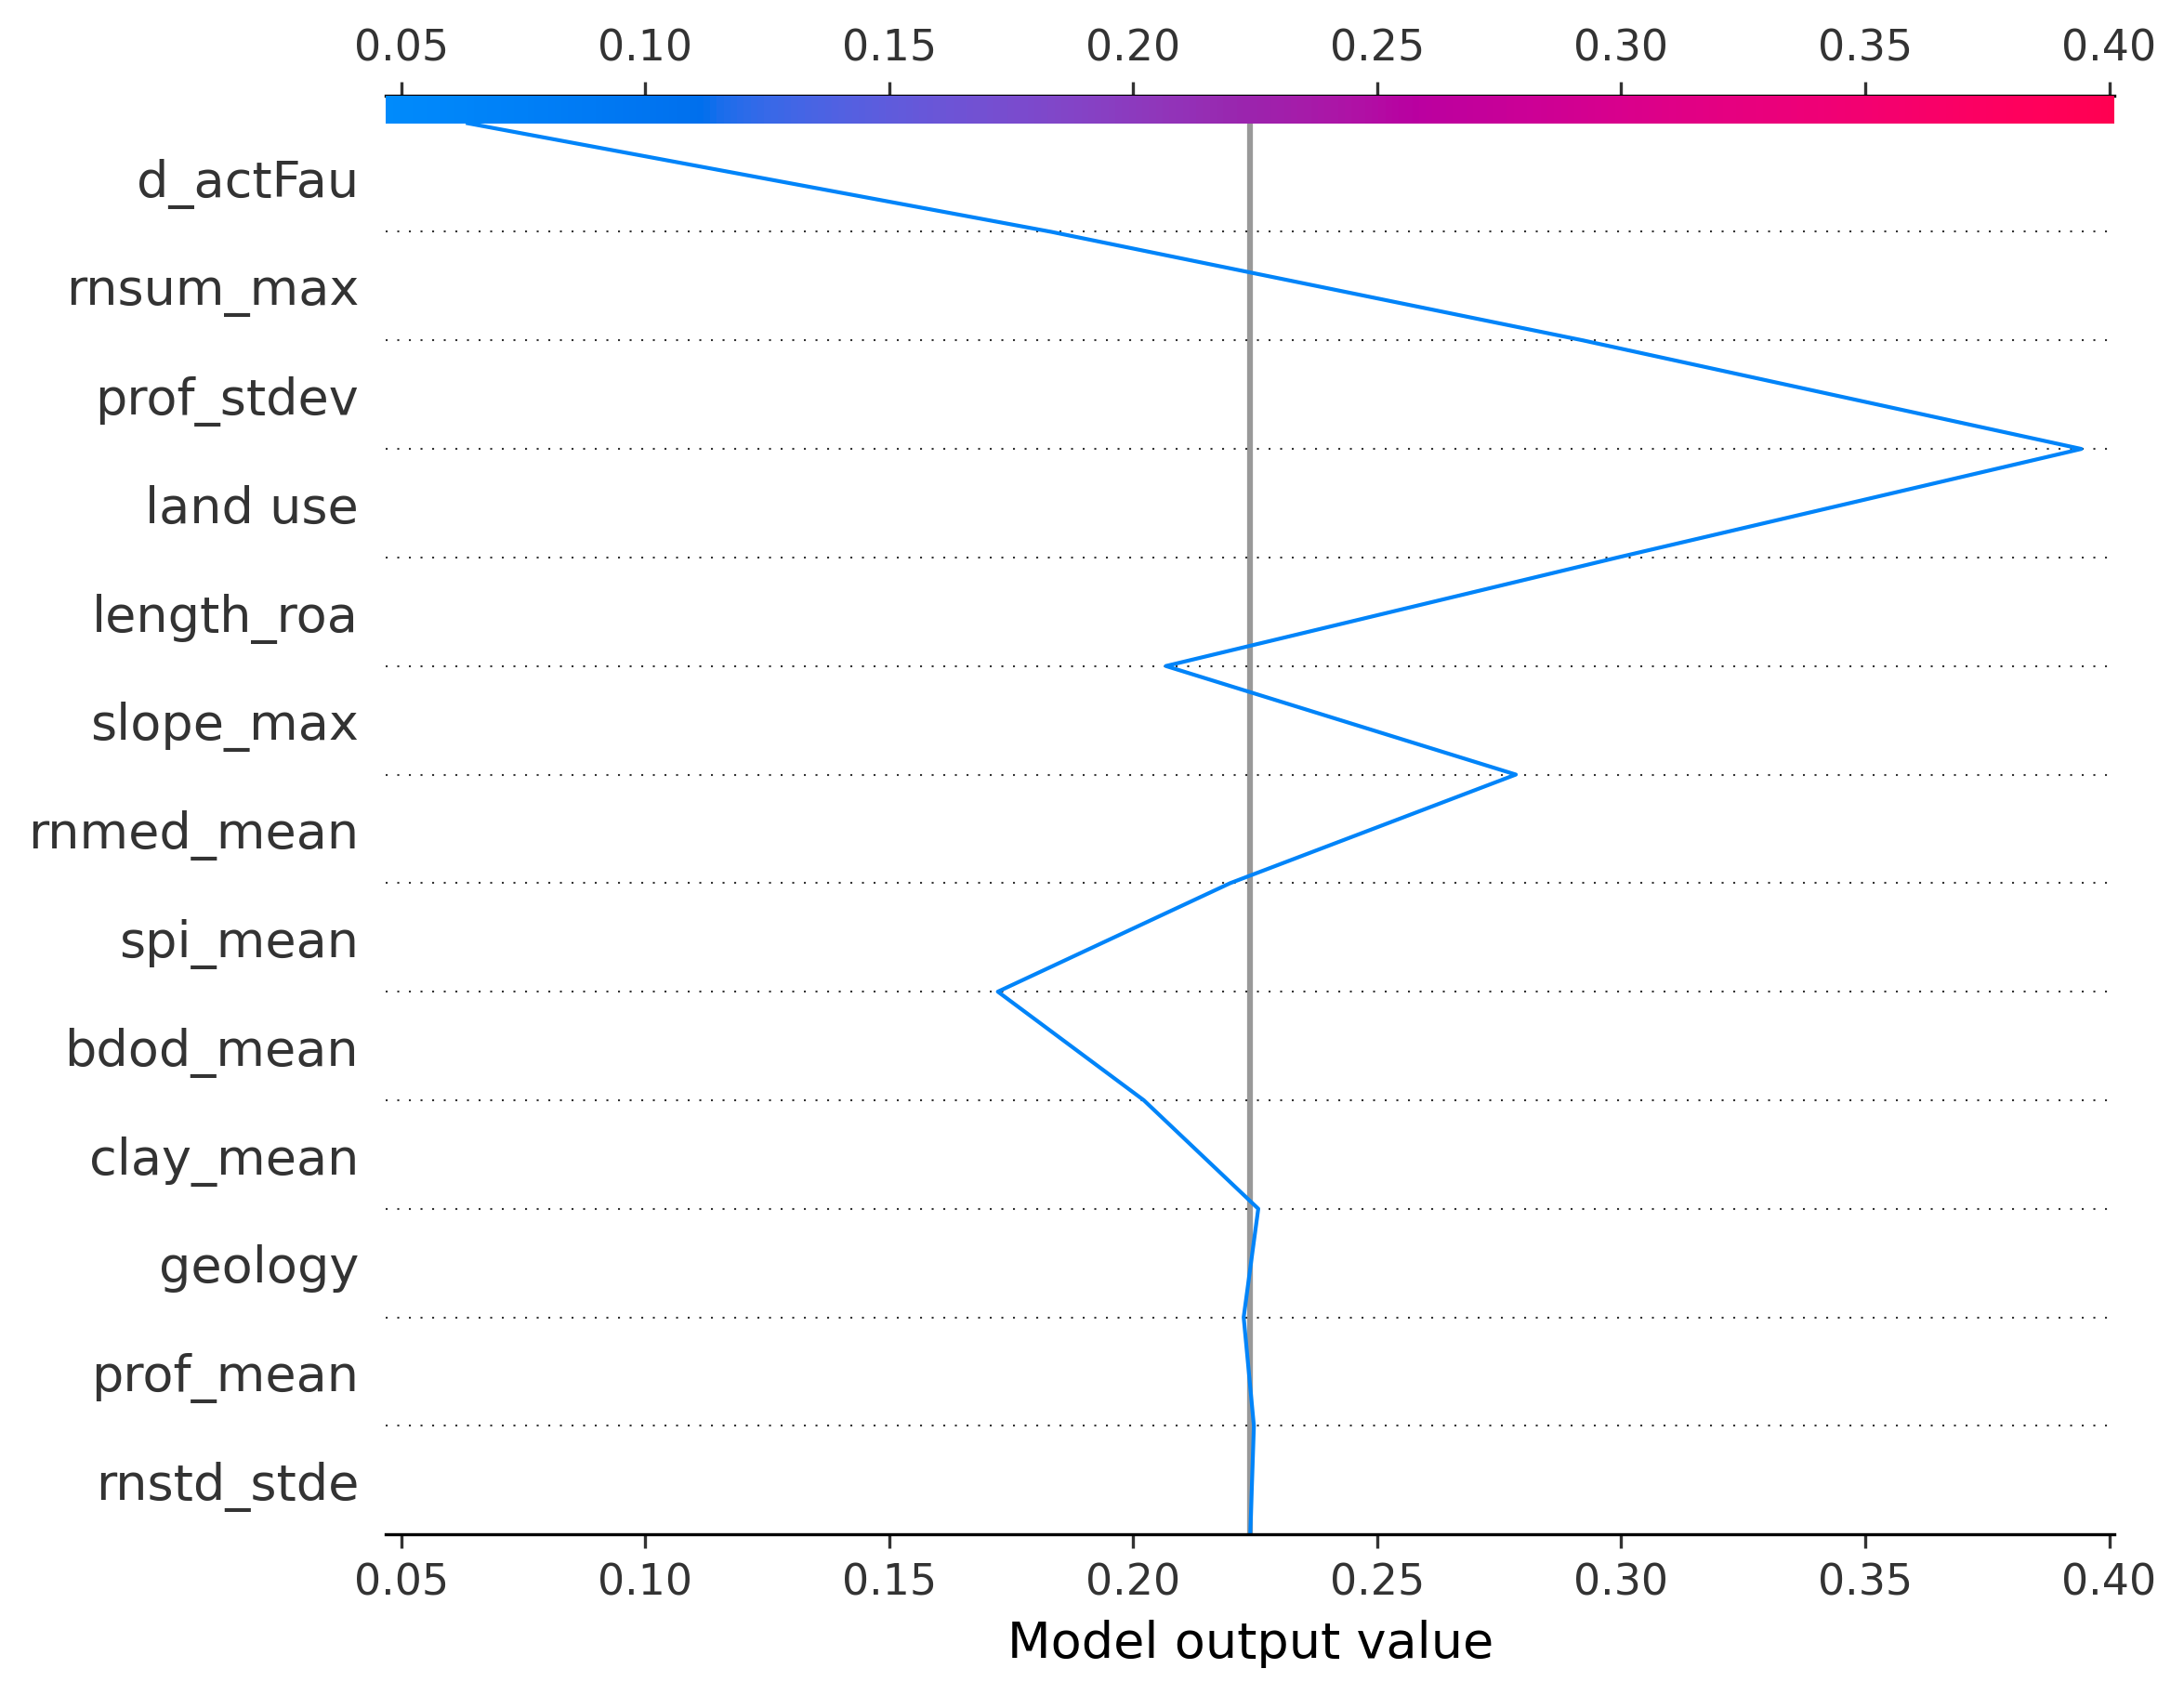 0.05 0.10 0.15 0.20 0.25 0.30 0.35 0.40
d_actFau
rnsum_max
prof_stdev
land use
length_roa
slope_max
rnmed_mean
spi_mean
bdod_mean
clay_mean
geology
prof_mean
rnstd_stde
0.05 0.10 0.15 0.20 0.25 0.30 0.35 0.40
Model output value